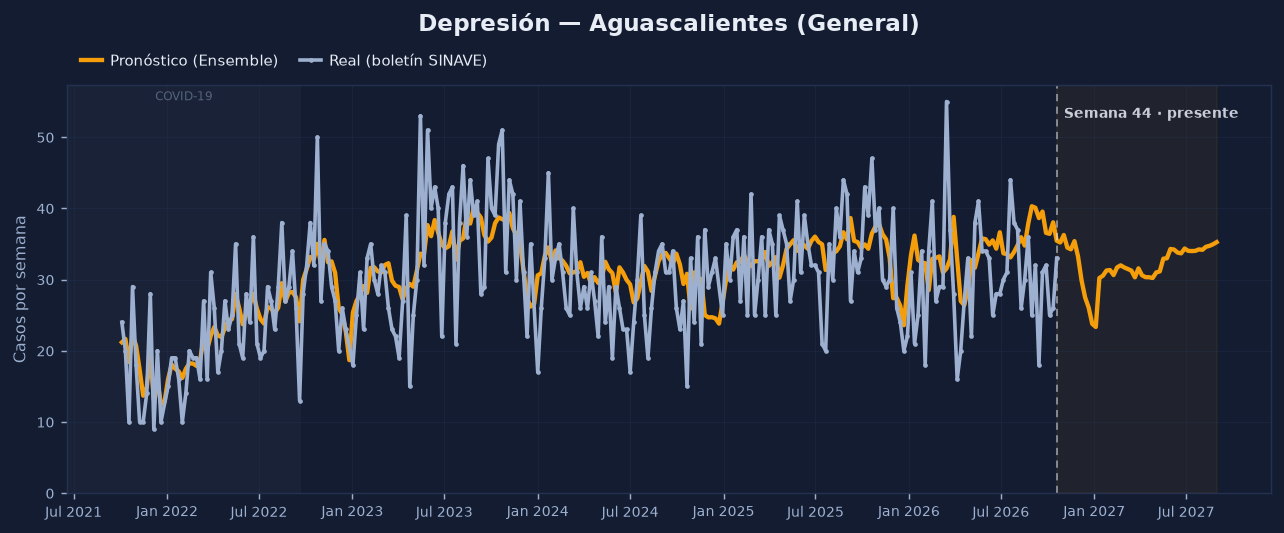 Depresión — Aguascalientes (General)
Pronóstico (Ensemble)
Real (boletín SINAVE)
COVID-19
Semana 44 · presente
Casos por semana
50
40
30
20
10
0
Jul 2021
Jan 2022
Jul 2022
Jan 2023
Jul 2023
Jan 2024
Jul 2024
Jan 2025
Jul 2025
Jan 2026
Jul 2026
Jan 2027
Jul 2027